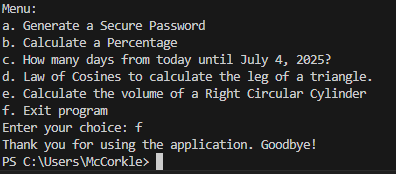 Menu:
a. Generate a Secure Password
b. Calculate a Percentage
c. How many days from today until July 4, 2025?
d. Law of Cosines to calculate the leg of a triangle.
e. Calculate the volume of a Right Circular Cylinder
f. Exit program
Enter your choice: f
Thank you for using the application. Goodbye!
PS C:\Users\McCorkle>